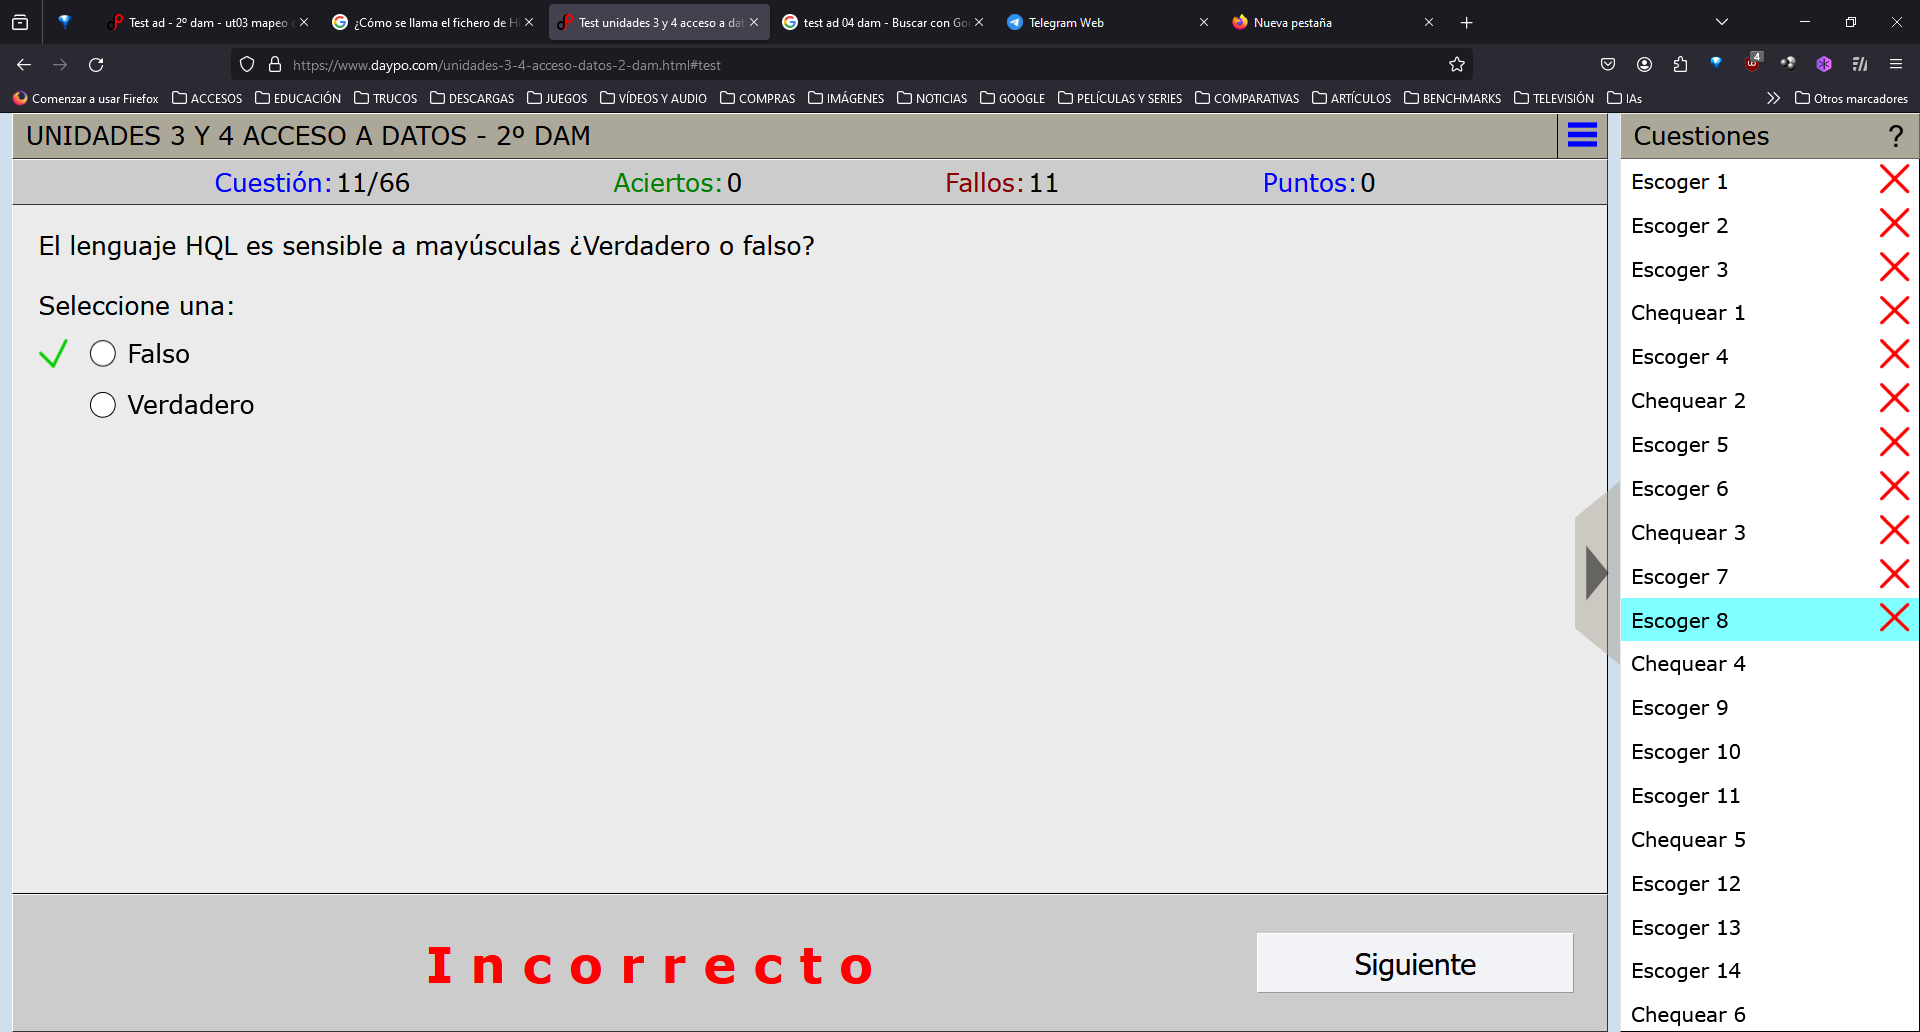 Test ad - 2º dam - ut03 mapeo
¿Cómo se llama el fichero de Hi
Test unidades 3 y 4 acceso a dat
test ad 04 dam - Buscar con Go
Telegram Web
Nueva pestaña
https://www.daypo.com/unidades-3-4-acceso-datos-2-dam.html#test
4
Comenzar a usar Firefox
ACCESOS
EDUCACIÓN
TRUCOS
DESCARGAS
JUEGOS
VÍDEOS Y AUDIO
COMPRAS
IMÁGENES
NOTICIAS
GOOGLE
PELÍCULAS Y SERIES
COMPARATIVAS
ARTÍCULOS
BENCHMARKS
TELEVISIÓN
IAs
Otros marcadores
UNIDADES 3 Y 4 ACCESO A DATOS - 2º DAM
Cuestión: 11/66
Aciertos: 0
Fallos: 11
Puntos: 0
El lenguaje HQL es sensible a mayúsculas ¿Verdadero o falso?
Seleccione una:
Falso
Verdadero
Incorrecto
Siguiente
Cuestiones ?
Escoger 1
Escoger 2
Escoger 3
Chequear 1
Escoger 4
Chequear 2
Escoger 5
Escoger 6
Chequear 3
Escoger 7
Escoger 8
Chequear 4
Escoger 9
Escoger 10
Escoger 11
Chequear 5
Escoger 12
Escoger 13
Escoger 14
Chequear 6